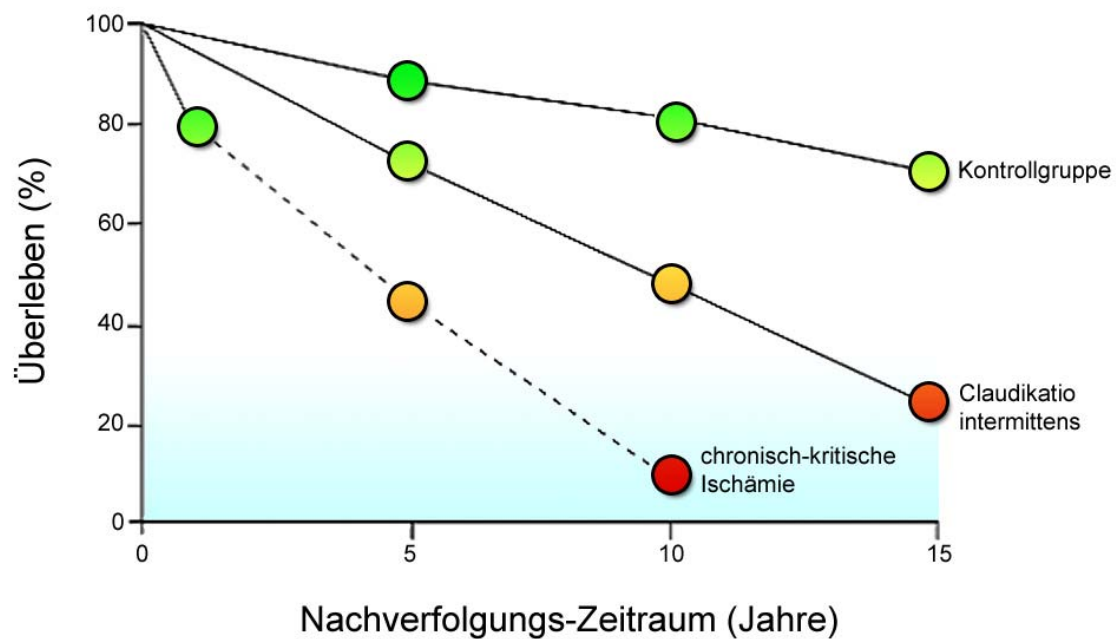 100
80
60
40
20
0
Überleben (%)
Kontrollgruppe
Claudikatio
intermittens
chronisch-kritische
Ischämie
0
5
10
15
Nachverfolgungs-Zeitraum (Jahre)